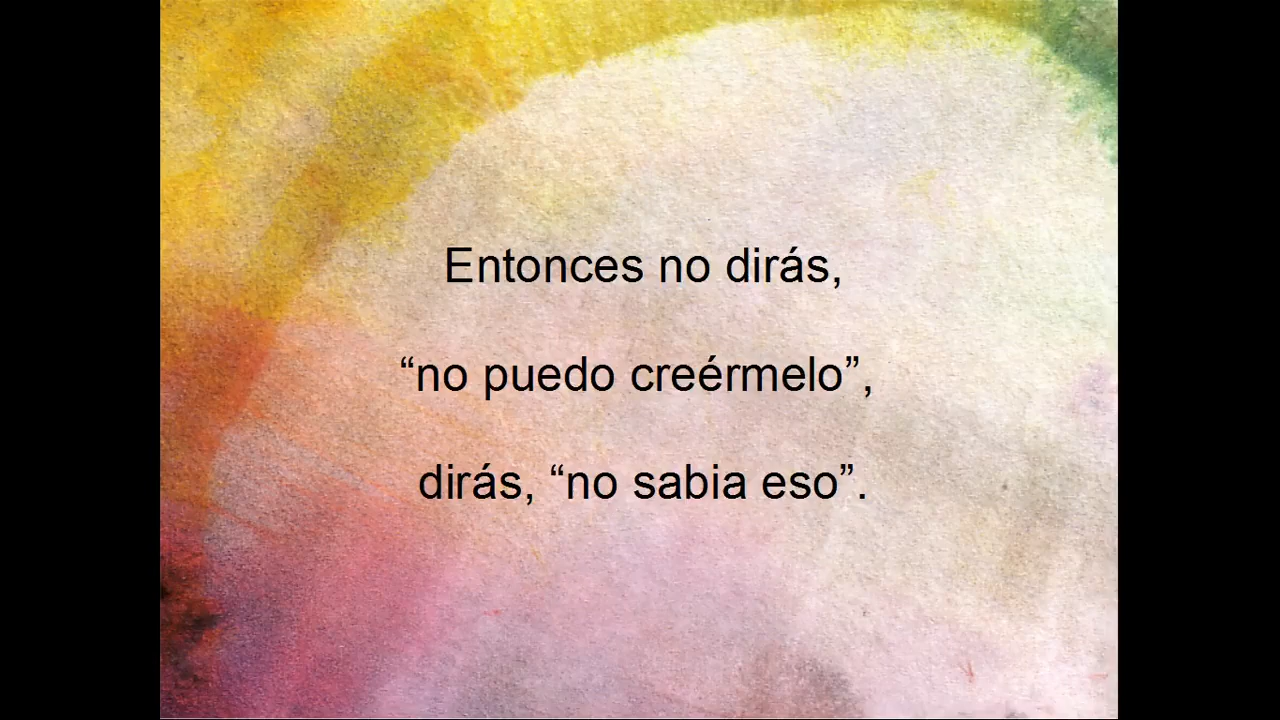 Entonces no dirás,
“no puedo creérmelo”,
dirás, “no sabia eso”.